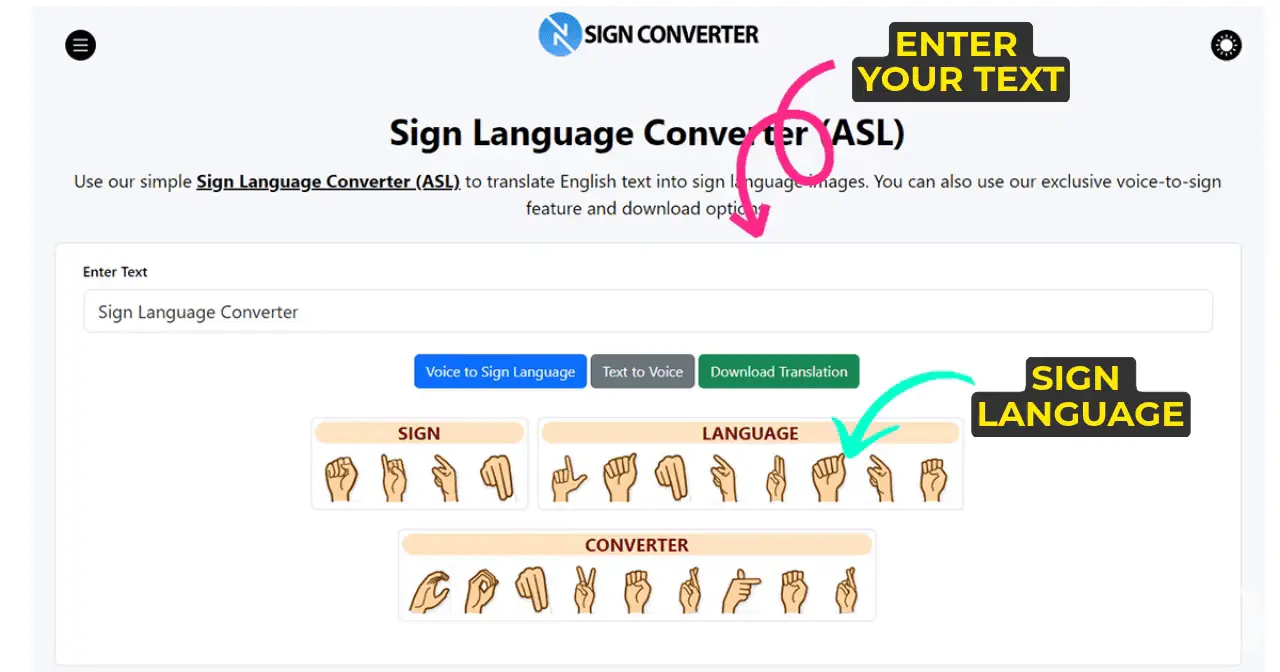 SIGN CONVERTER
ENTER
YOUR TEXT
Sign Language Converter (ASL)
Use our simple Sign Language Converter (ASL) to translate English text into sign language images. You can also use our exclusive voice-to-sign
feature and download options.
Enter Text
Sign Language Converter
Voice to Sign Language
Text to Voice
Download Translation
SIGN
LANGUAGE
SIGN
LANGUAGE
CONVERTER